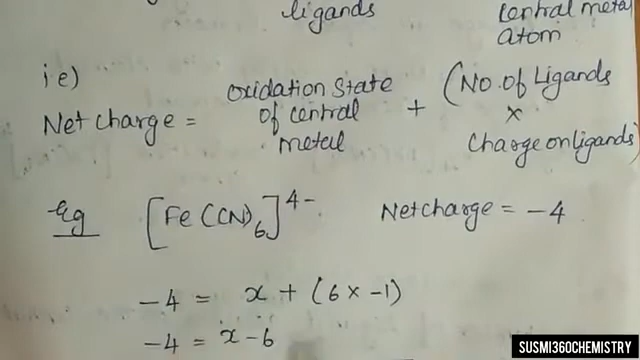 ligands central metal
atom
ie)
Net charge = oxidation state of central metal + (No. of Ligands × charge on ligands)
Eg [Fe(CN)6]4- Net charge = -4
-4 = x + (6 x -1)
-4 = x - 6
SUSMI360CHEMISTRY